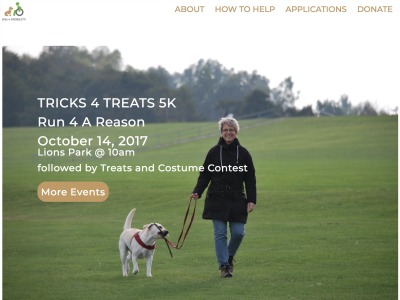 ABOUT HOW TO HELP APPLICATIONS DONATE
TRICKS 4 TREATS 5K
Run 4 A Reason
October 14, 2017
Lions Park @ 10am
followed by Treats and Costume Contest
More Events